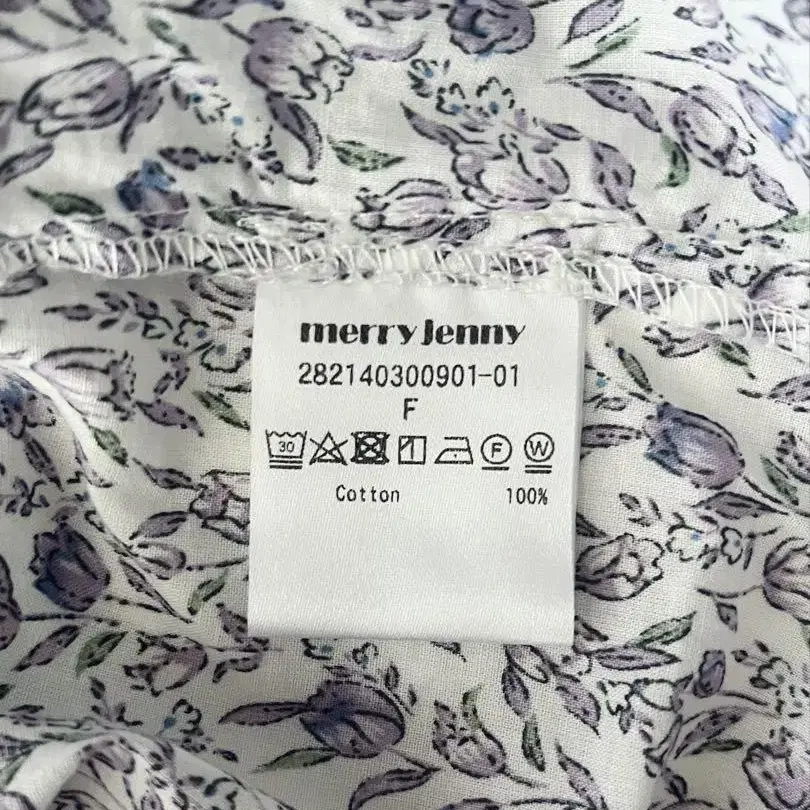 merry jenny
282140300901-01
F
30 F W
Cotton 100%